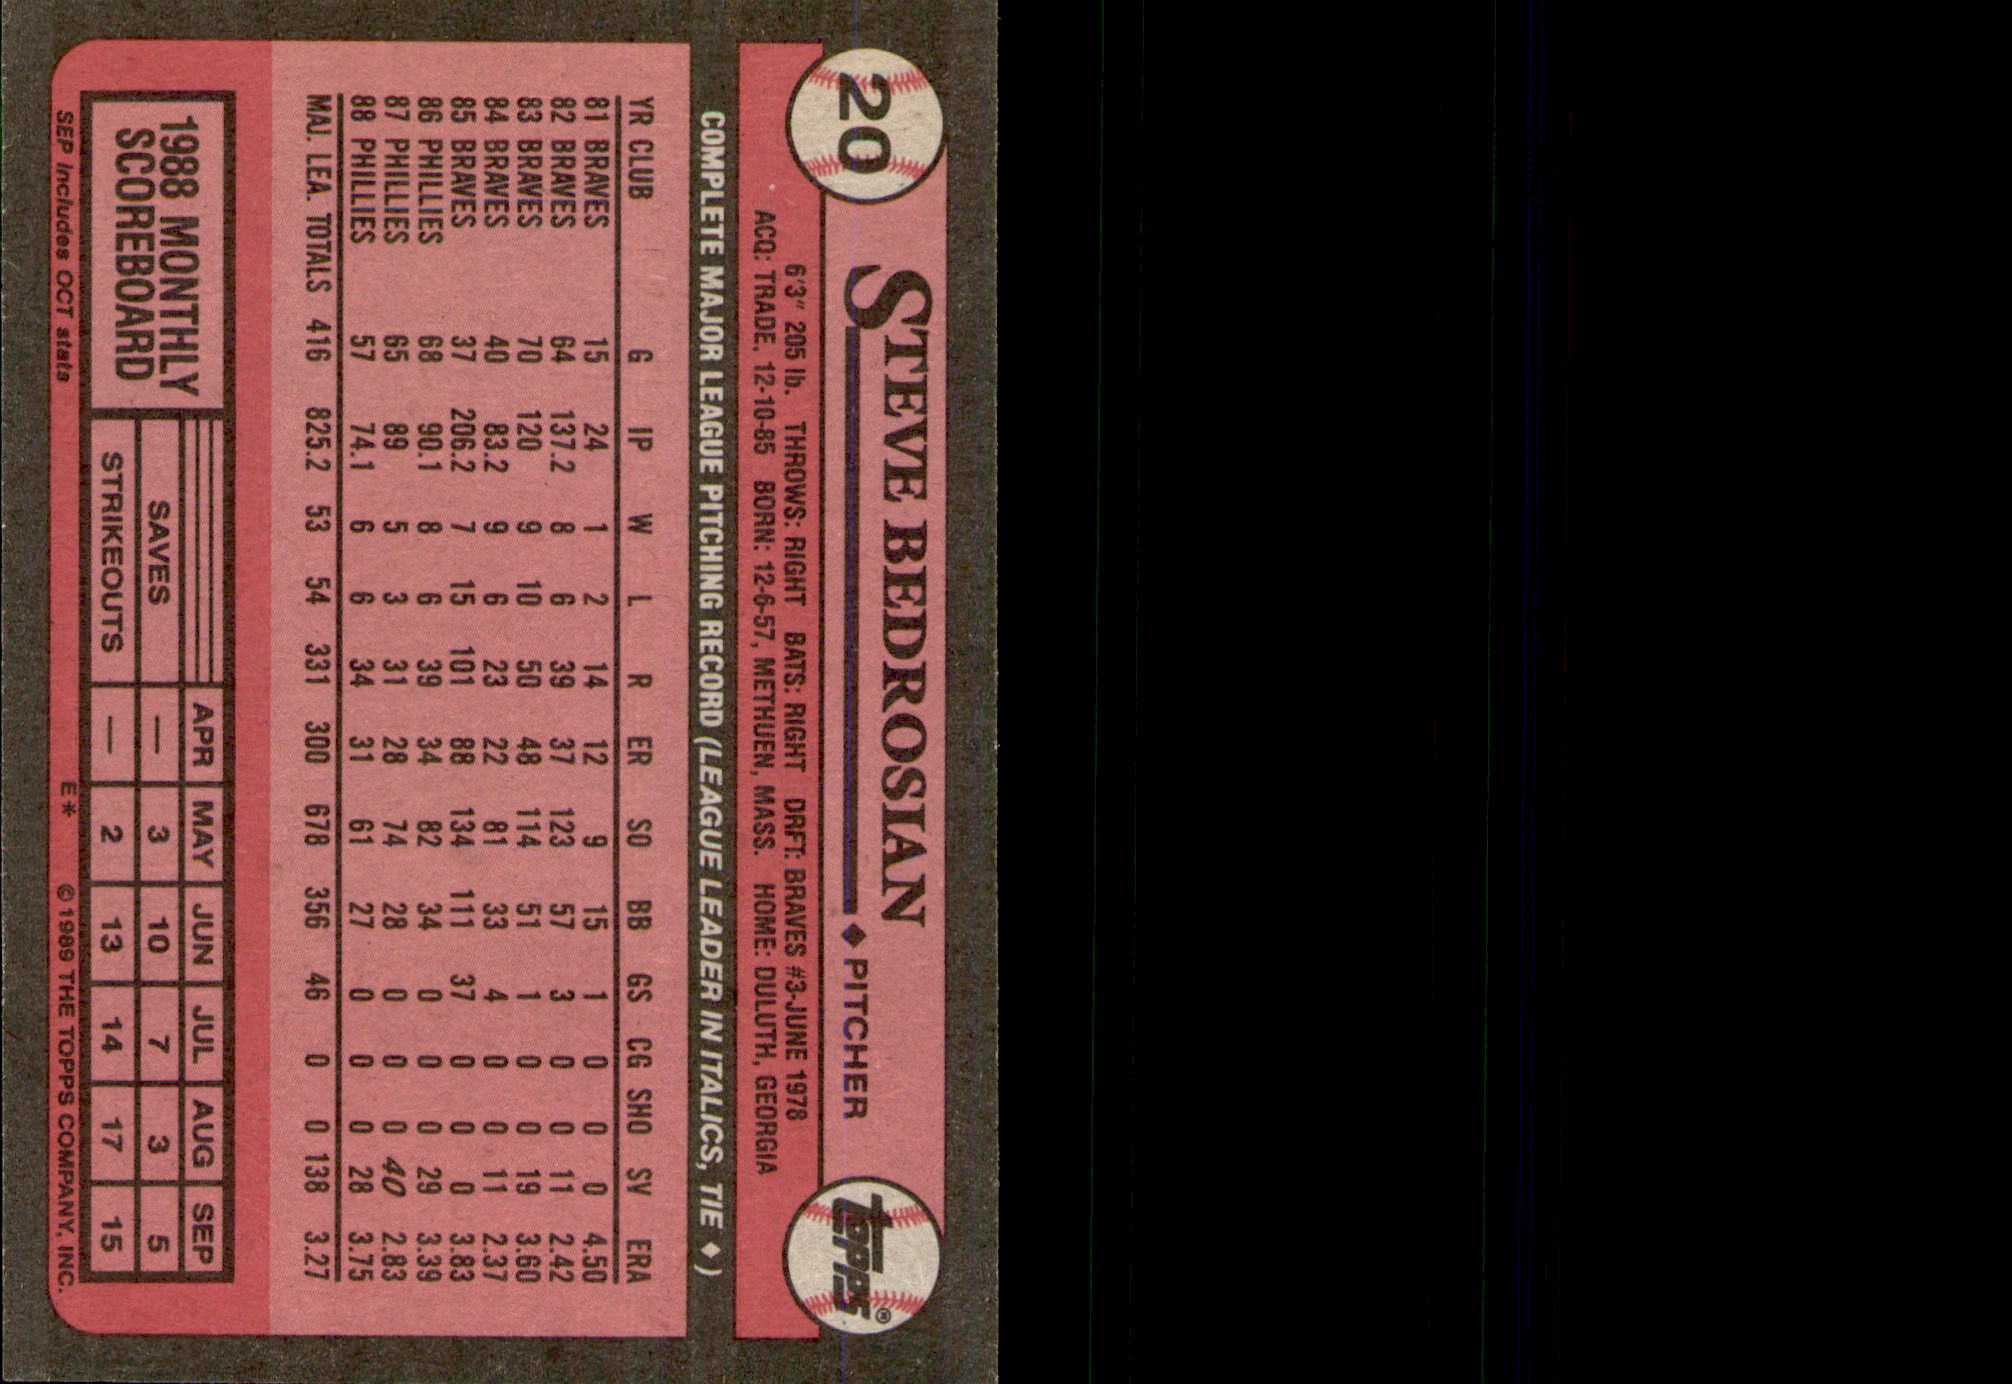 20
STEVE BEDROSIAN ♦ PITCHER
TOPPS®
6'3" 205 lb. THROWS: RIGHT BATS: RIGHT DRFT: BRAVES #3-JUNE 1978
ACQ: TRADE, 12-10-85 BORN: 12-6-57, METHUEN, MASS. HOME: DULUTH, GEORGIA
COMPLETE MAJOR LEAGUE PITCHING RECORD (LEAGUE LEADER IN ITALICS, TIE ♦)
YR CLUB G IP W L R ER SO BB GS CG SHO SV ERA
81 BRAVES 15 24 1 2 14 12 9 15 1 0 0 0 4.50
82 BRAVES 64 137.2 8 6 39 37 123 57 3 0 0 11 2.42
83 BRAVES 70 120 9 10 50 48 114 51 1 0 0 19 3.60
84 BRAVES 40 83.2 9 6 23 22 81 33 4 0 0 11 2.37
85 BRAVES 37 206.2 7 15 101 88 134 111 37 0 0 0 3.83
86 PHILLIES 68 90.1 8 6 39 34 82 34 0 0 0 29 3.39
87 PHILLIES 65 89 5 3 31 28 74 28 0 0 0 40 2.83
88 PHILLIES 57 74.1 6 6 34 31 61 27 0 0 0 28 3.75
MAJ. LEA. TOTALS 416 825.2 53 54 331 300 678 356 46 0 0 138 3.27
1988 MONTHLY
SCOREBOARD
APR MAY JUN JUL AUG SEP
SAVES — 3 10 7 3 5
STRIKEOUTS — 2 13 14 17 15
SEP includes OCT stats E* ©1989 THE TOPPS COMPANY, INC.